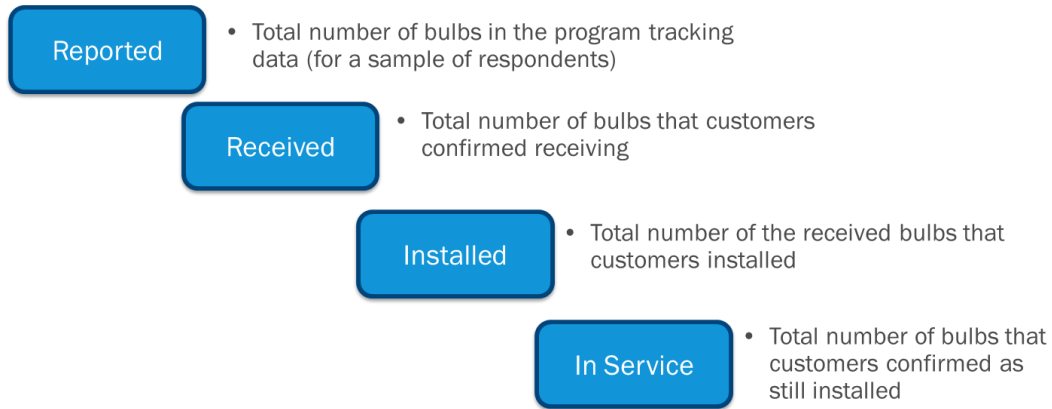 Reported
• Total number of bulbs in the program tracking
data (for a sample of respondents)
Received
• Total number of bulbs that customers
confirmed receiving
Installed
• Total number of the received bulbs that
customers installed
In Service
• Total number of bulbs that
customers confirmed as
still installed